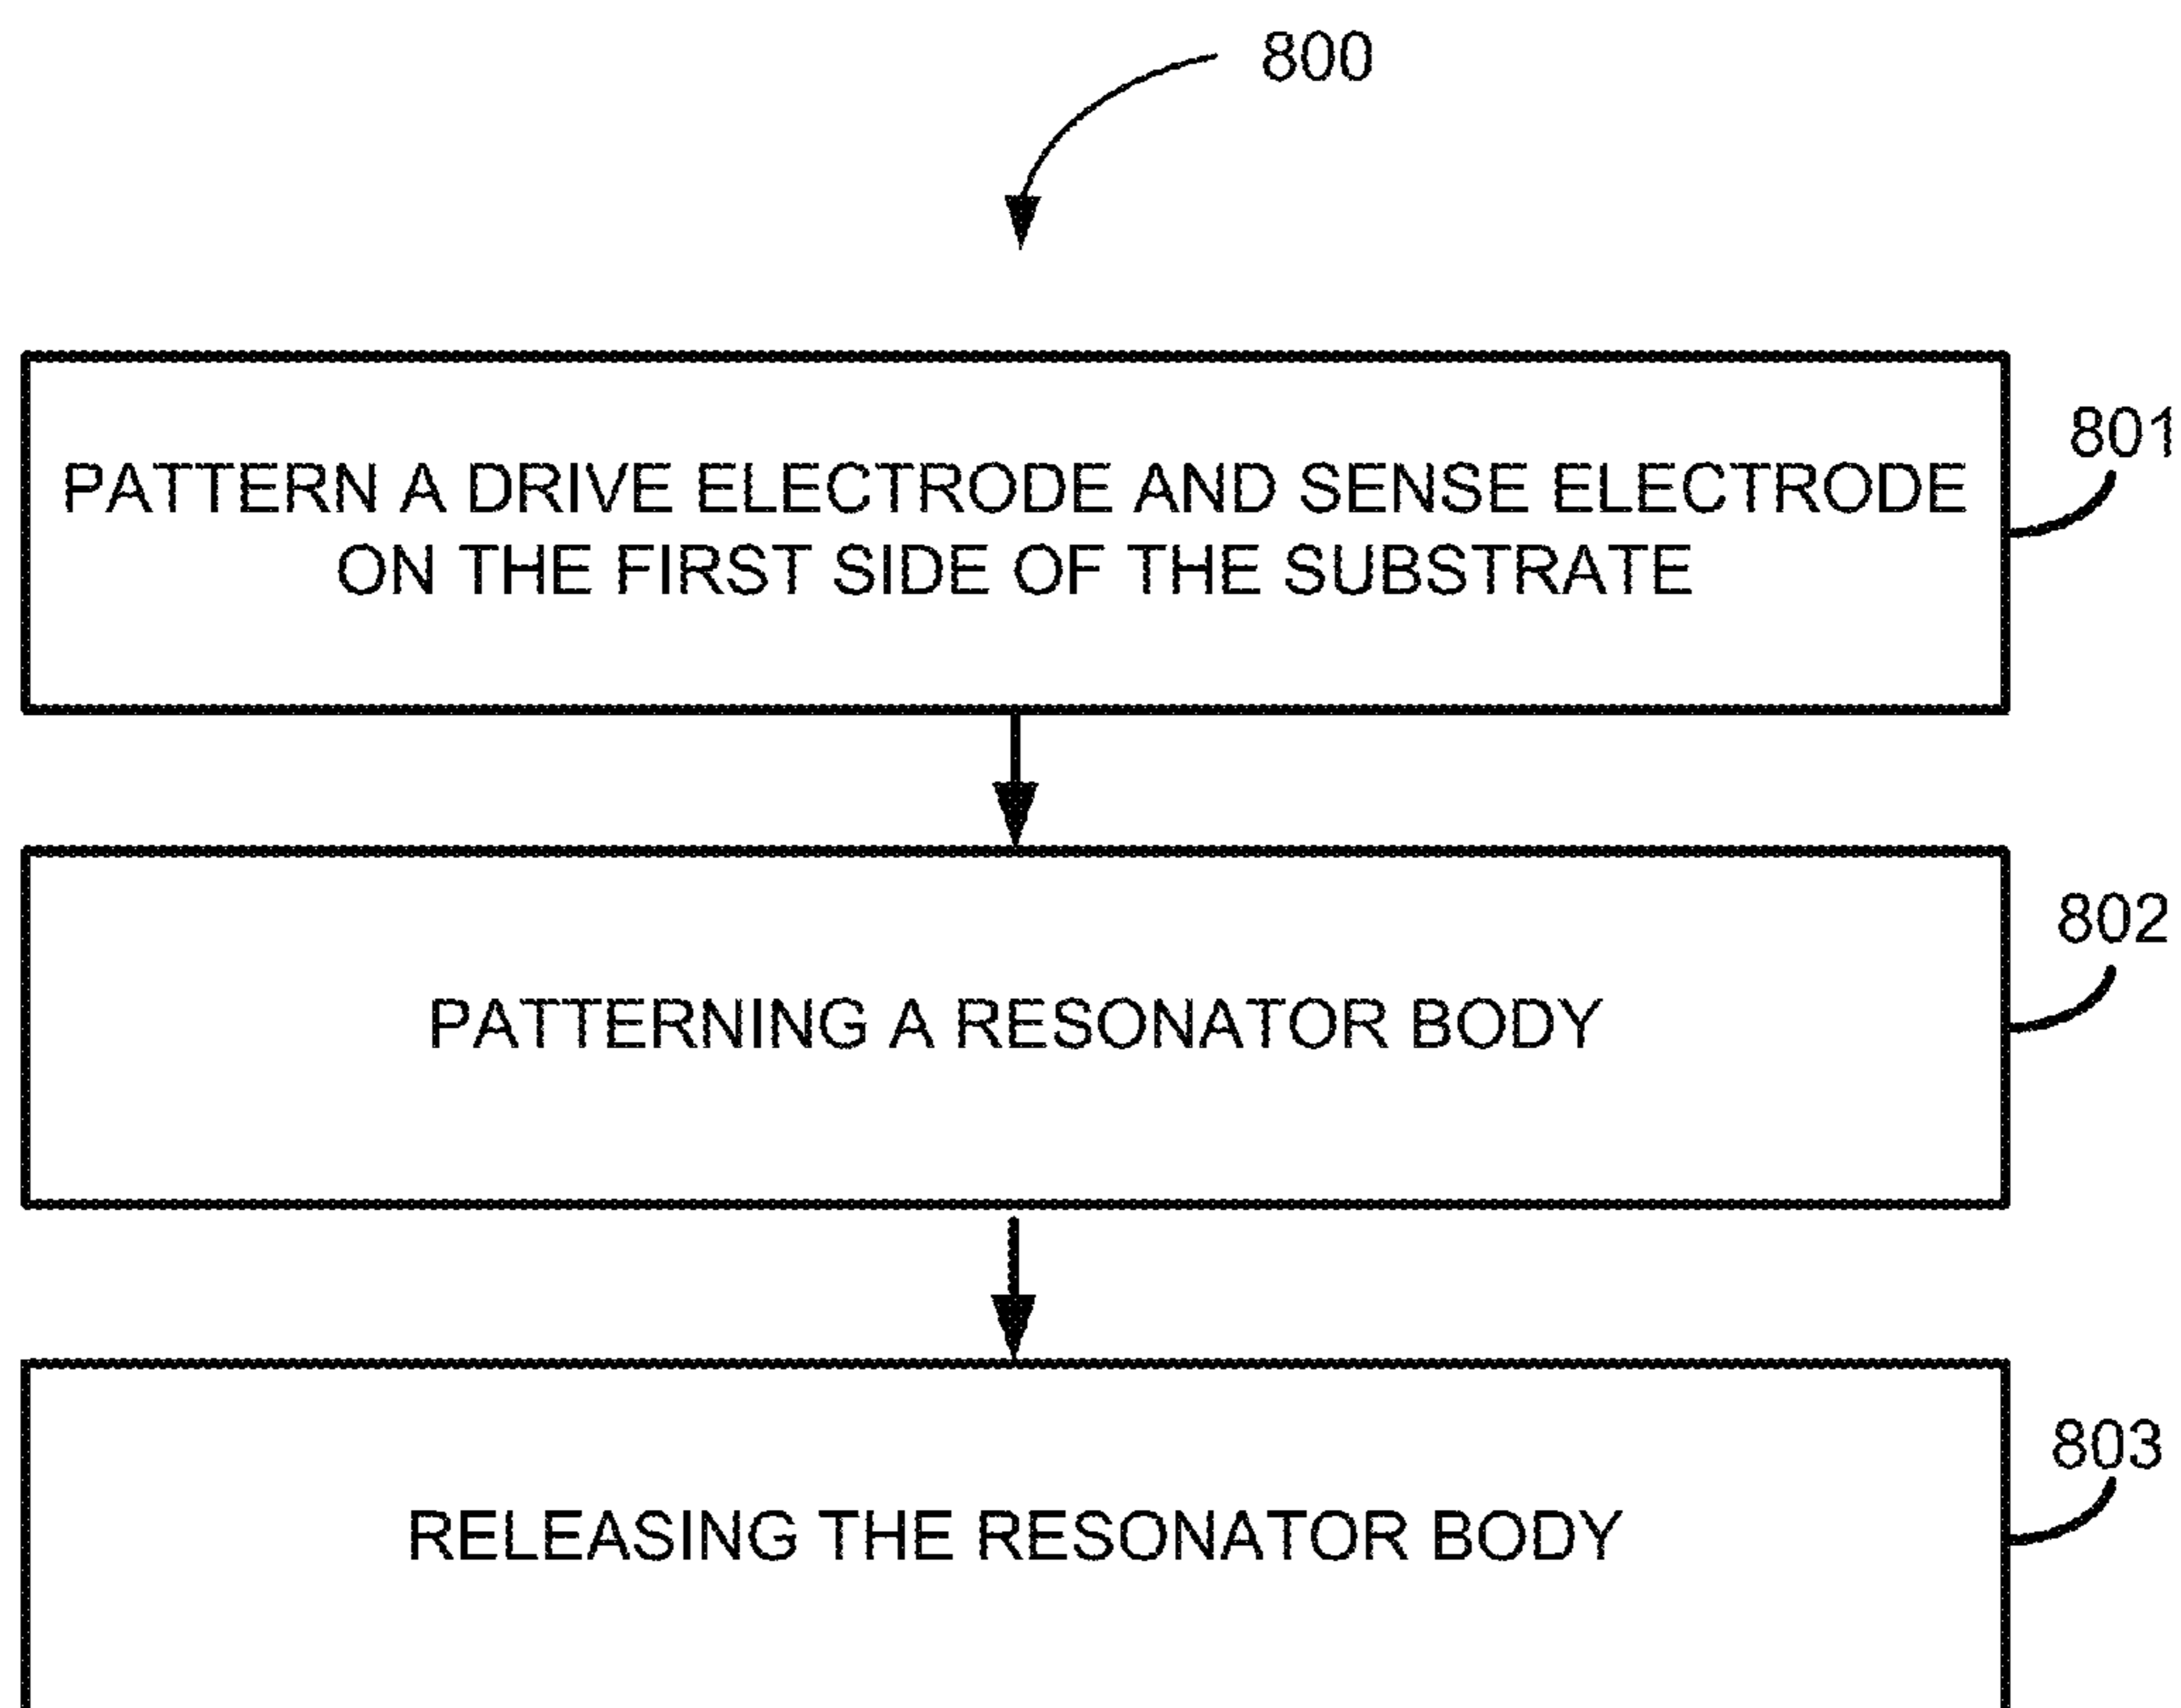 800
801
PATTERN A DRIVE ELECTRODE AND SENSE ELECTRODE
ON THE FIRST SIDE OF THE SUBSTRATE
802
PATTERNING A RESONATOR BODY
803
RELEASING THE RESONATOR BODY